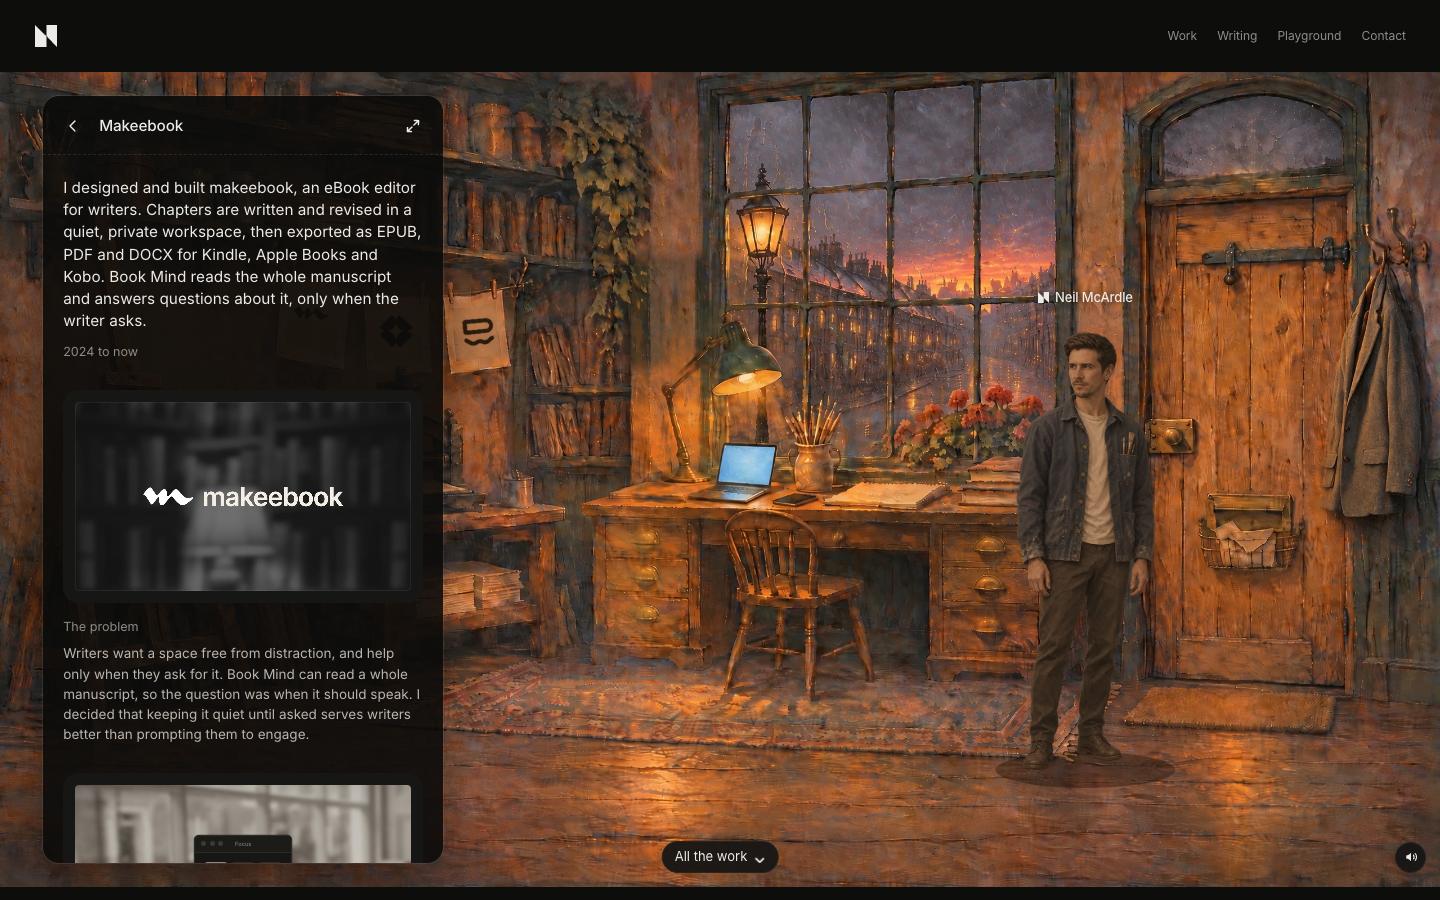 Work Writing Playground Contact
Makeebook
I designed and built makeebook, an eBook editor
for writers. Chapters are written and revised in a
quiet, private workspace, then exported as EPUB,
PDF and DOCX for Kindle, Apple Books and
Kobo. Book Mind reads the whole manuscript
and answers questions about it, only when the
writer asks.
2024 to now
makeebook
The problem
Writers want a space free from distraction, and help
only when they ask for it. Book Mind can read a whole
manuscript, so the question was when it should speak. I
decided that keeping it quiet until asked serves writers
better than prompting them to engage.
Focus
Neil McArdle
All the work